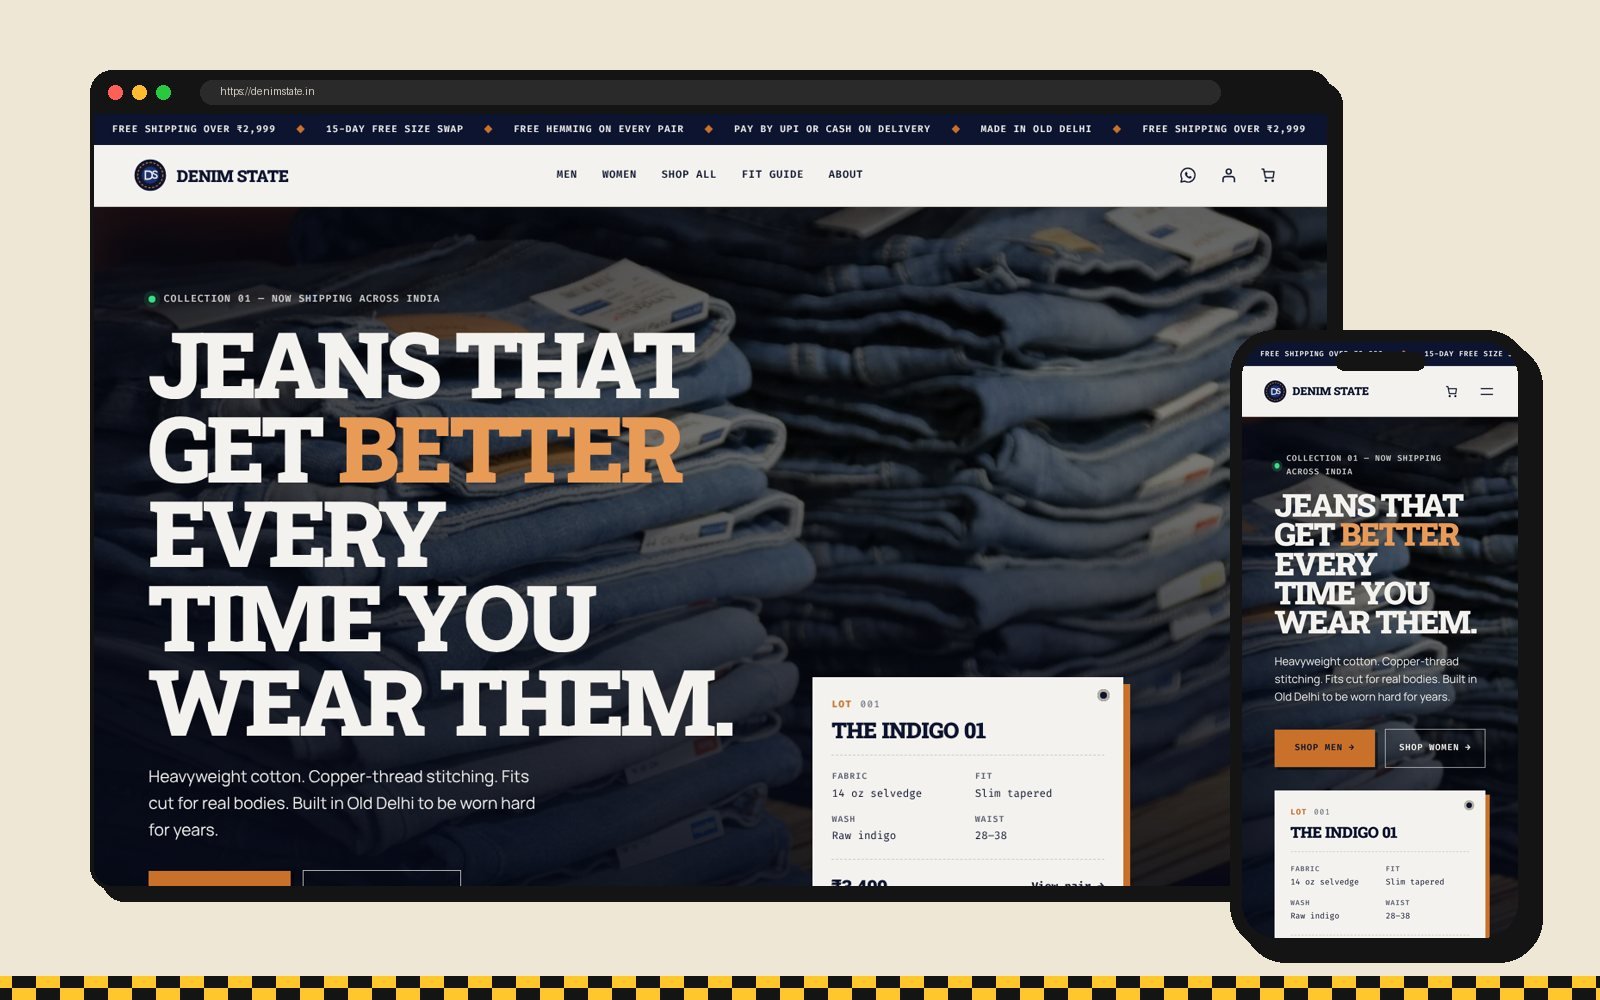 https://denimstate.in
FREE SHIPPING OVER ₹2,999 ◆ 15-DAY FREE SIZE SWAP ◆ FREE HEMMING ON EVERY PAIR ◆ PAY BY UPI OR CASH ON DELIVERY ◆ MADE IN OLD DELHI ◆ FREE SHIPPING OVER ₹2,999
DS DENIM STATE MEN WOMEN SHOP ALL FIT GUIDE ABOUT
COLLECTION 01 — NOW SHIPPING ACROSS INDIA
JEANS THAT
GET BETTER
EVERY
TIME YOU
WEAR THEM.
Heavyweight cotton. Copper-thread stitching. Fits
cut for real bodies. Built in Old Delhi to be worn hard
for years.
LOT 001
THE INDIGO 01
FABRIC FIT
14 oz selvedge Slim tapered
WASH WAIST
Raw indigo 28–38
View pair →
FREE SHIPPING 15-DAY FREE SIZE
DS DENIM STATE
COLLECTION 01 — NOW SHIPPING
ACROSS INDIA
JEANS THAT
GET BETTER
EVERY
TIME YOU
WEAR THEM.
Heavyweight cotton. Copper-thread
stitching. Fits cut for real bodies. Built in
Old Delhi to be worn hard for years.
SHOP MEN → SHOP WOMEN →
LOT 001
THE INDIGO 01
FABRIC FIT
14 oz selvedge Slim tapered
WASH WAIST
Raw indigo 28–38